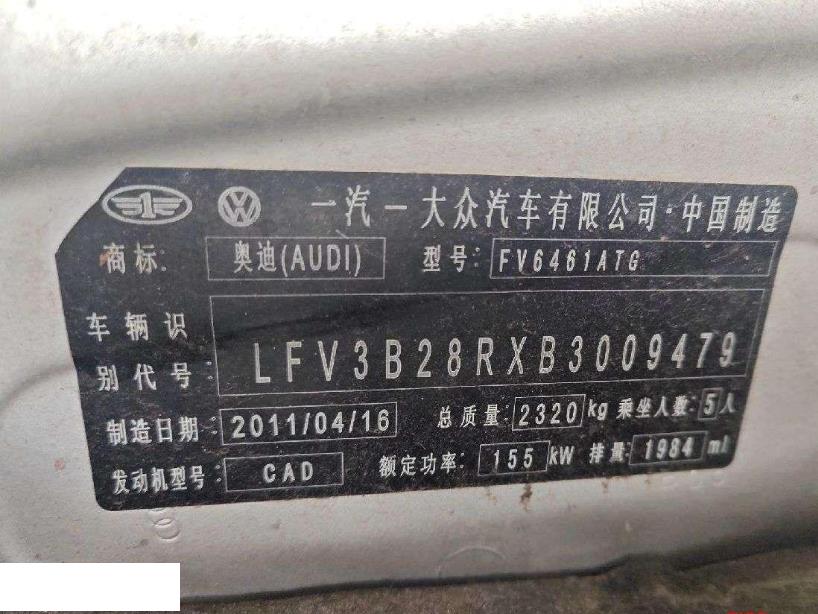 一汽一大众汽车有限公司·中国制造
商标: 奥迪(AUDI) 型号: FV6461ATG
车辆识
别代号: LFV3B28RXB3009479
制造日期: 2011/04/16 总质量: 2320 kg 乘坐人数: 5 人
发动机型号: CAD 额定功率: 155 kW 排量: 1984 ml